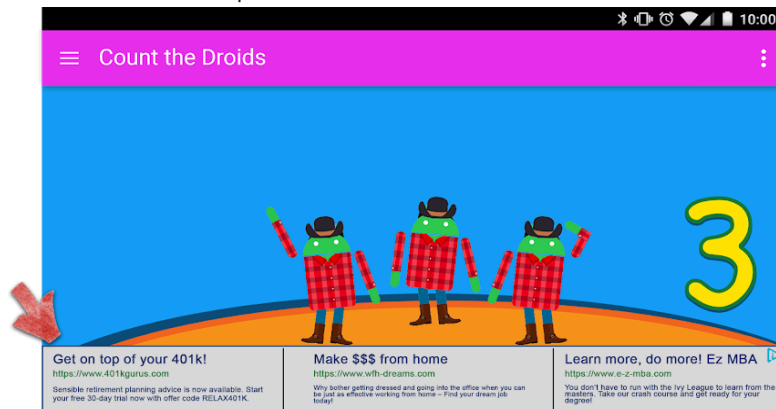 10:00
Count the Droids
3
Get on top of your 401k!
https://www.401kgurus.com
Sensible retirement planning advice is now available. Start
your free 30-day trial now with offer code RELAX401K.
Make $$$ from home
https://www.wfh-dreams.com
Why bother getting dressed and going into the office when you can
be just as effective working from home – Find your dream job
today!
Learn more, do more! Ez MBA
https://www.e-z-mba.com
You don't have to run with the Ivy League to learn from the
masters. Take our crash course and get ready for your
degree!